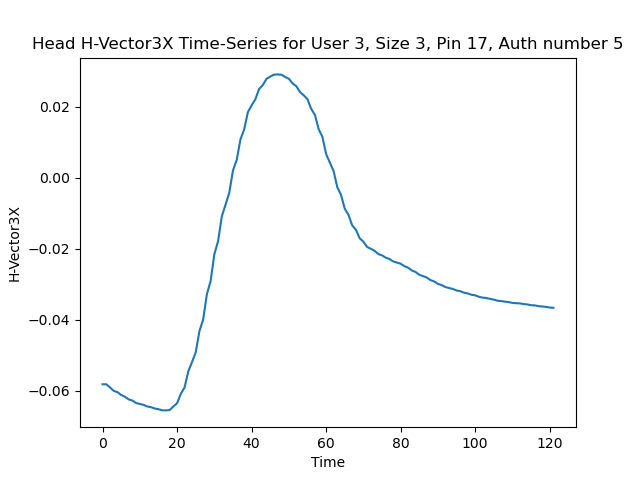 Head H-Vector3X Time-Series for User 3, Size 3, Pin 17, Auth number 5
0.02
0.00
−0.02
−0.04
−0.06
H-Vector3X
0 20 40 60 80 100 120
Time